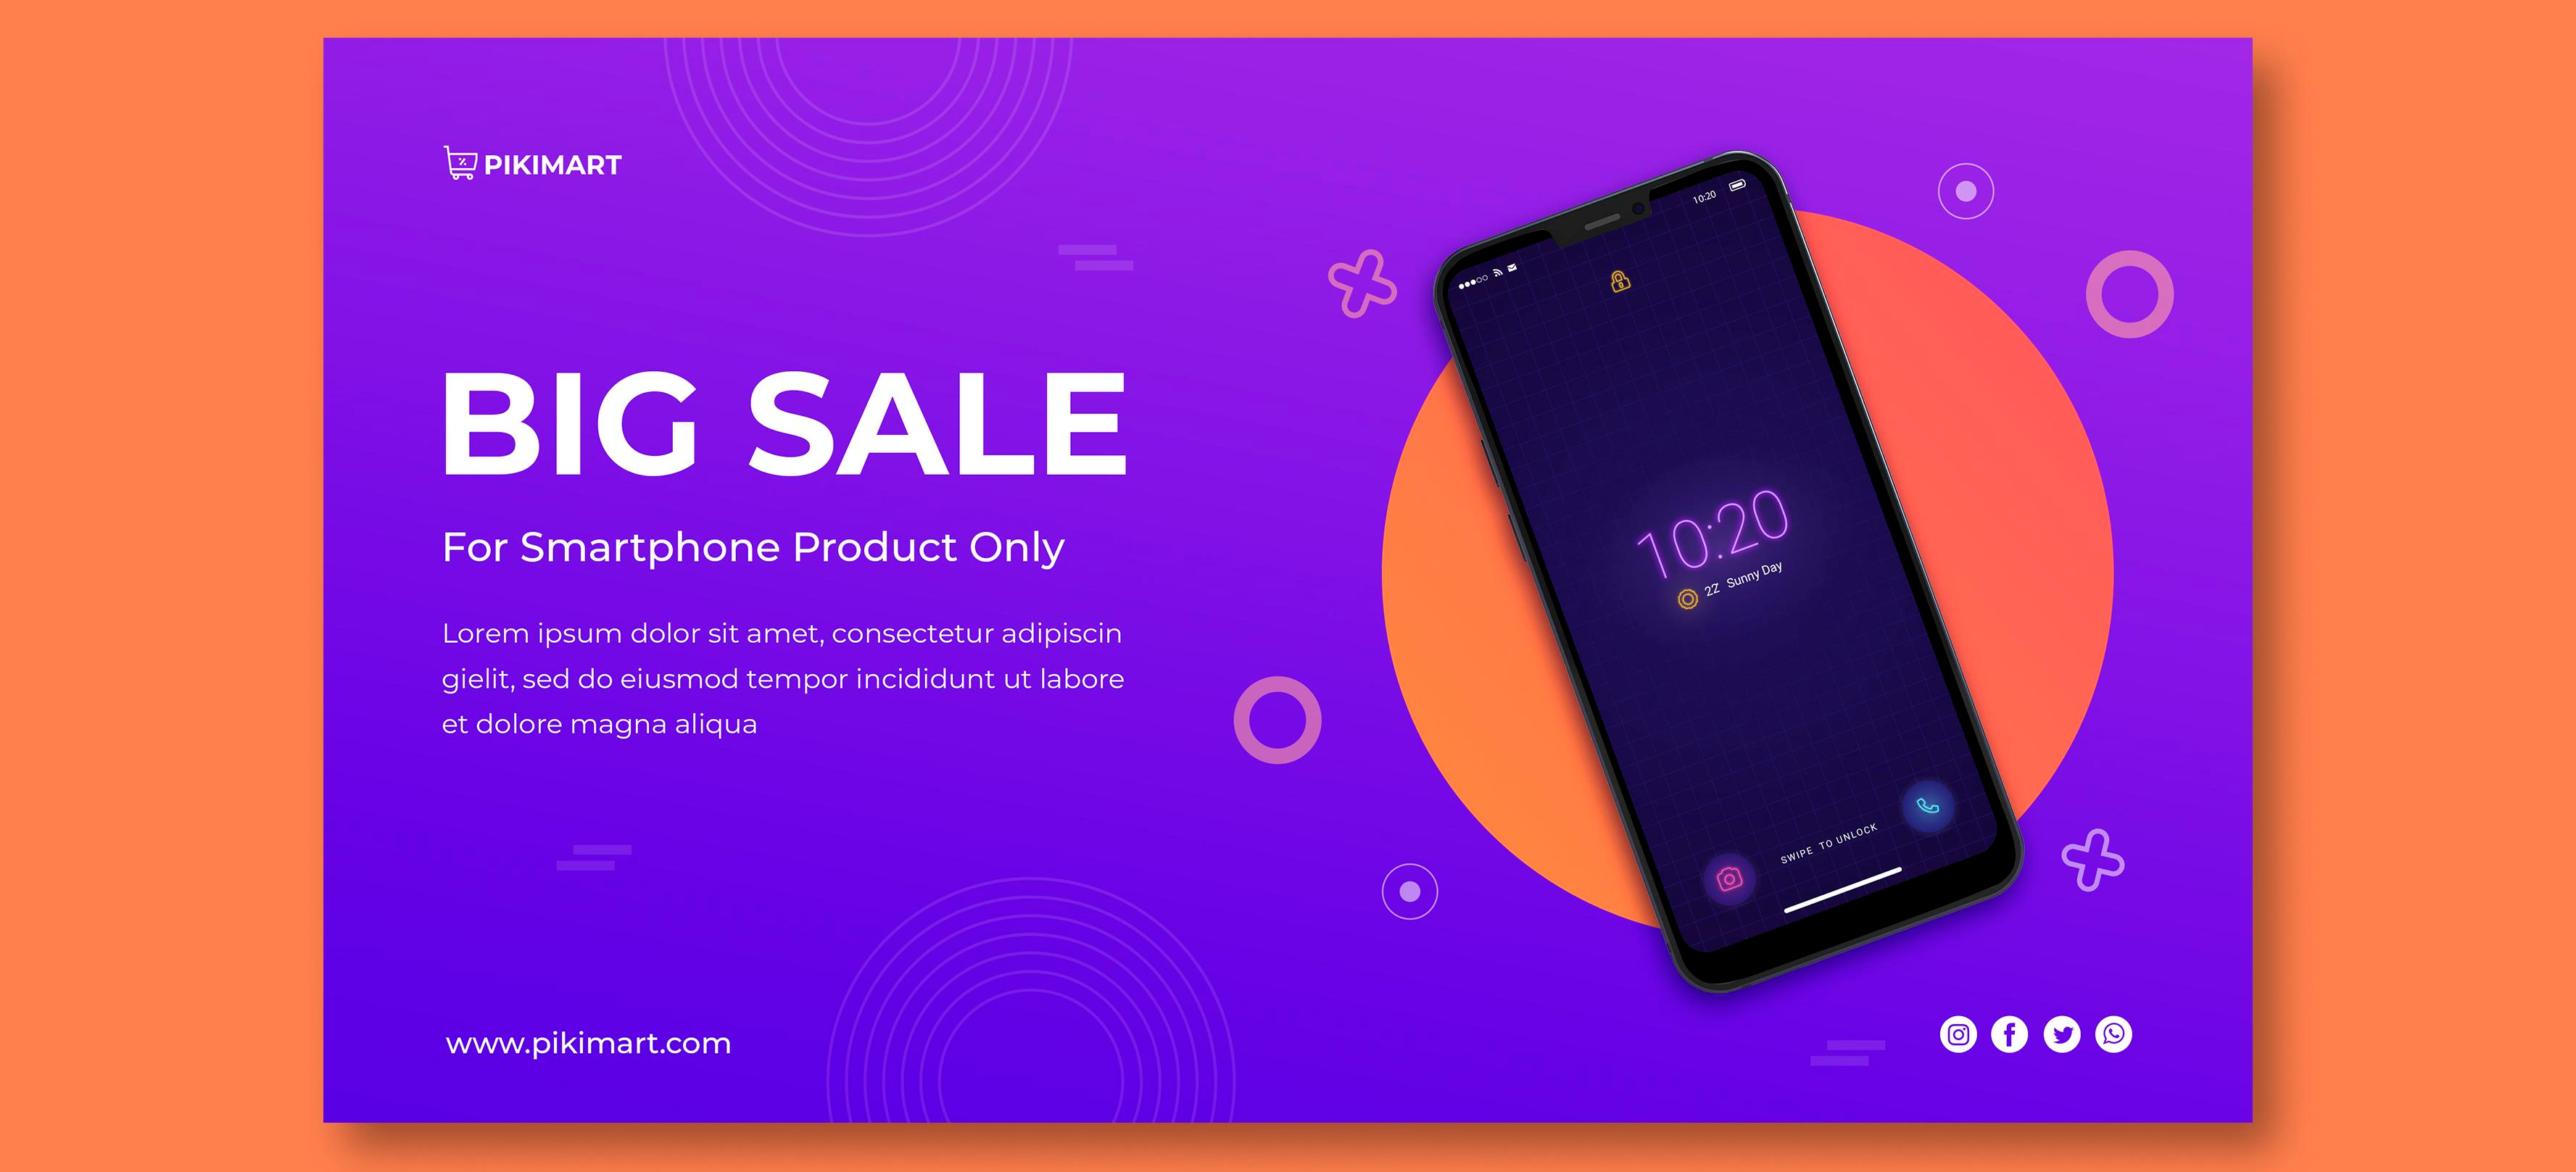 PIKIMART
BIG SALE
For Smartphone Product Only
Lorem ipsum dolor sit amet, consectetur adipiscin
gielit, sed do eiusmod tempor incididunt ut labore
et dolore magna aliqua
www.pikimart.com
10:20
10:20
Sunny Day
SWIPE TO UNLOCK